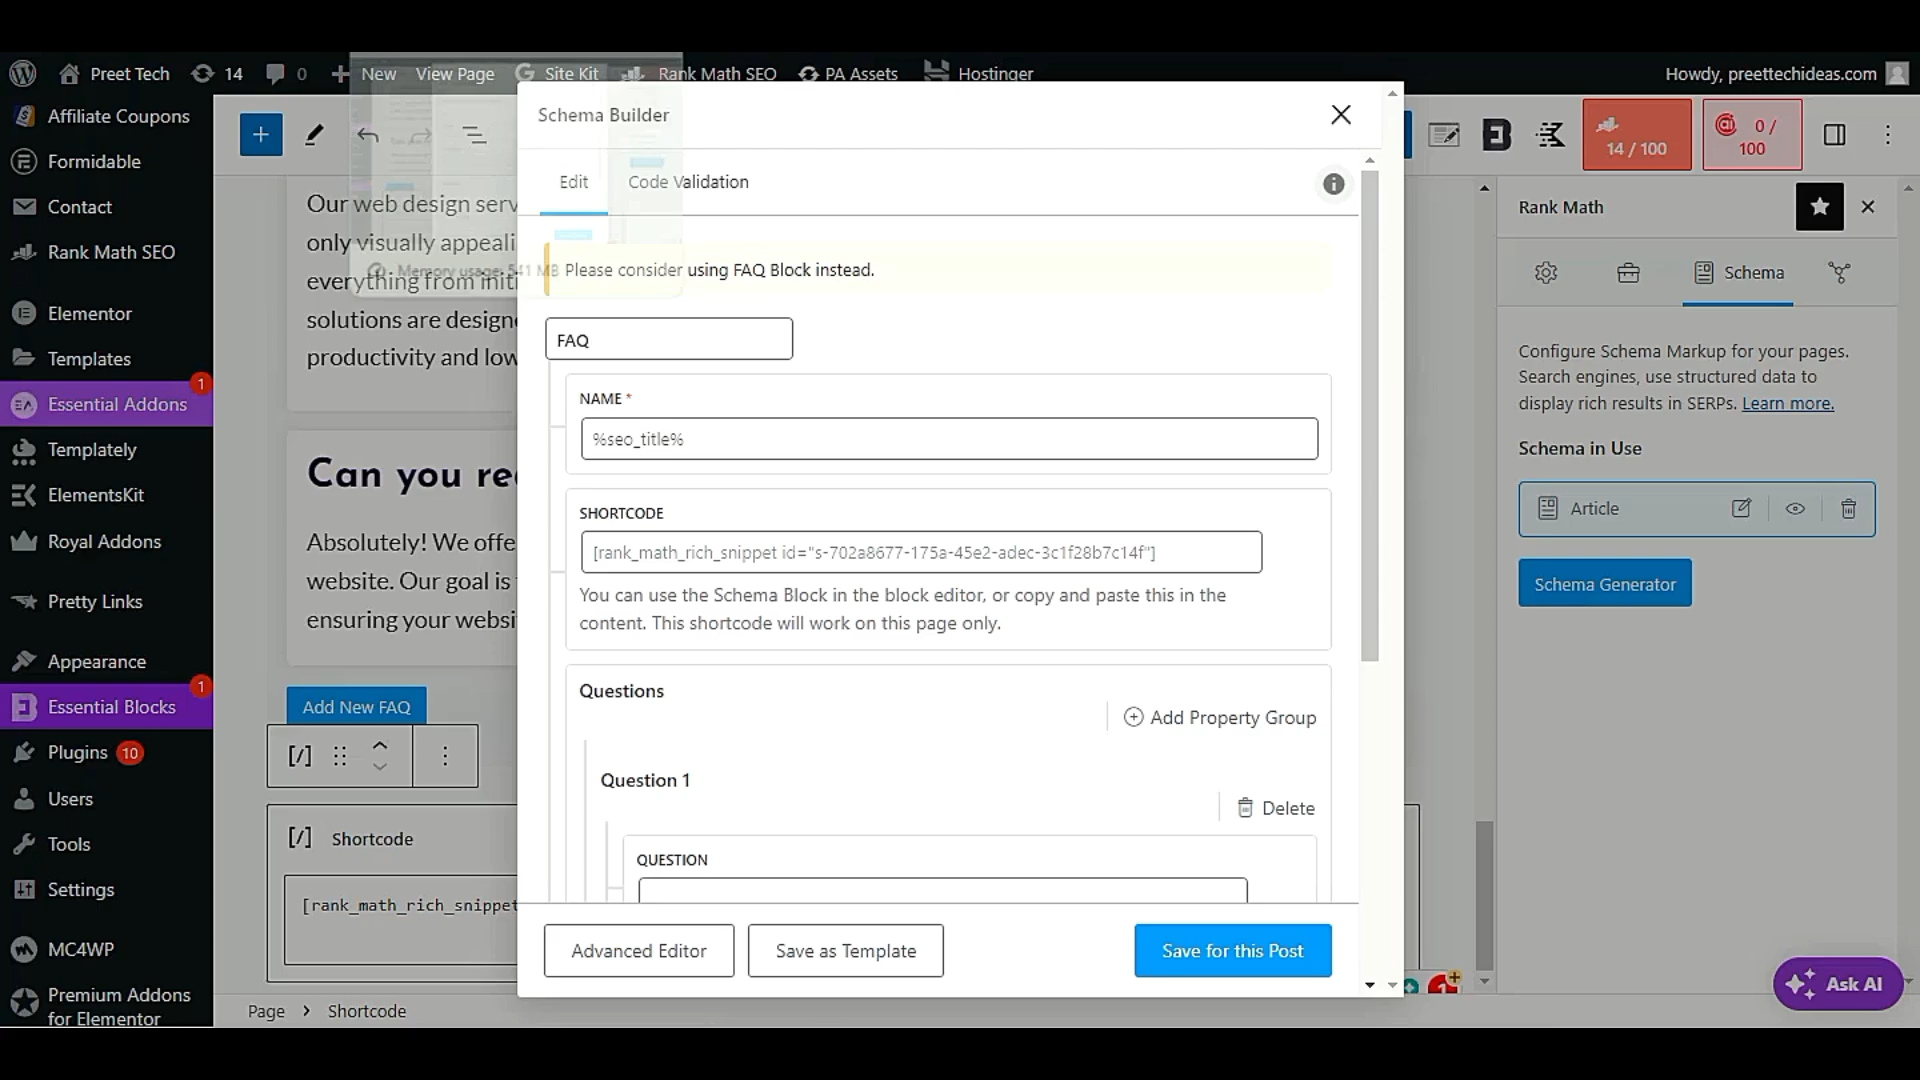 Preet Tech
14
0
New
View Page
Site Kit
Rank Math SEO
PA Assets
Hostinger
Howdy, preettechideas.com
Affiliate Coupons
Formidable
Contact
Rank Math SEO
Elementor
Templates
Essential Addons
1
Templately
ElementsKit
Royal Addons
Pretty Links
Appearance
Essential Blocks
1
Plugins 10
Users
Tools
Settings
MC4WP
Premium Addons
for Elementor
14 / 100
0 /
100
Our web design serv
only visually appeali
everything from initi
solutions are design
productivity and low
Memory usage: 541 MB
Can you re
Absolutely! We offe
website. Our goal is
ensuring your websi
Add New FAQ
[/]
[/] Shortcode
[rank_math_rich_snippet
Page > Shortcode
Schema Builder
Edit
Code Validation
Please consider using FAQ Block instead.
FAQ
NAME *
%seo_title%
SHORTCODE
[rank_math_rich_snippet id="s-702a8677-175a-45e2-adec-3c1f28b7c14f"]
You can use the Schema Block in the block editor, or copy and paste this in the
content. This shortcode will work on this page only.
Questions
Add Property Group
Question 1
Delete
QUESTION
Advanced Editor
Save as Template
Save for this Post
Rank Math
Schema
Configure Schema Markup for your pages.
Search engines, use structured data to
display rich results in SERPs. Learn more.
Schema in Use
Article
Schema Generator
Ask AI